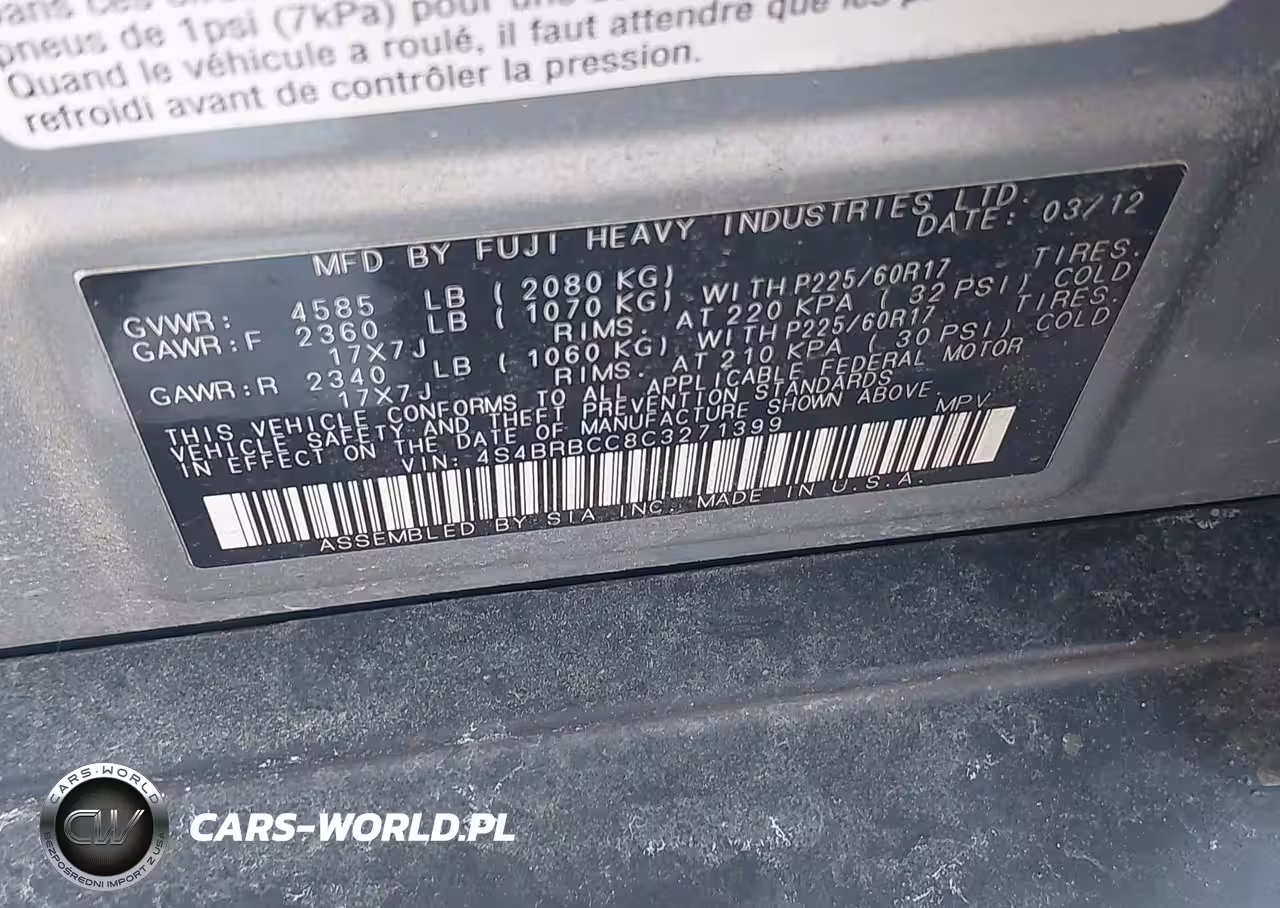 pneus de 1psi (7kPa) pour une
Quand le véhicule a roulé, il faut attendre que les
refroidi avant de contrôler la pression.
MFD BY FUJI HEAVY INDUSTRIES LTD.
DATE: 03/12
GVWR: 4585 LB ( 2080 KG)
GAWR:F 2360 LB ( 1070 KG) WITH P225/60R17 TIRES.
17X7J RIMS. AT 220 KPA ( 32 PSI) COLD
GAWR:R 2340 LB ( 1060 KG) WITH P225/60R17 TIRES.
17X7J RIMS. AT 210 KPA ( 30 PSI) COLD
THIS VEHICLE CONFORMS TO ALL APPLICABLE FEDERAL MOTOR
VEHICLE SAFETY AND THEFT PREVENTION STANDARDS
IN EFFECT ON THE DATE OF MANUFACTURE SHOWN ABOVE.
VIN: 4S4BRBCC8C3271399 MPV
ASSEMBLED BY SIA INC. MADE IN U.S.A.
CARS-WORLD
CW
BEZPOŚREDNI IMPORT Z USA
CARS-WORLD.PL